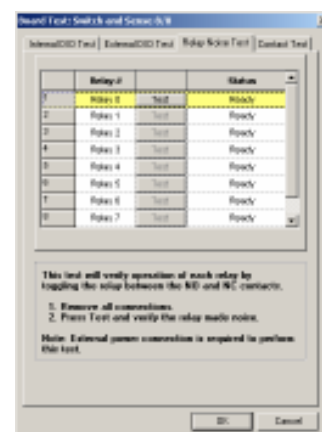 Board Test: Switch and Sense 8/8
Internal DIO Test External DIO Test Relay Noise Test Contact Test
Relay # Status
1 Relay 0 Test Ready
2 Relay 1 Test Ready
3 Relay 2 Test Ready
4 Relay 3 Test Ready
5 Relay 4 Test Ready
6 Relay 5 Test Ready
7 Relay 6 Test Ready
8 Relay 7 Test Ready
This test will verify operation of each relay by
toggling the relay between the NO and NC contacts.
1. Remove all connections.
2. Press Test and verify the relay made noise.
Note: External power connection is required to perform
this test.
OK Cancel